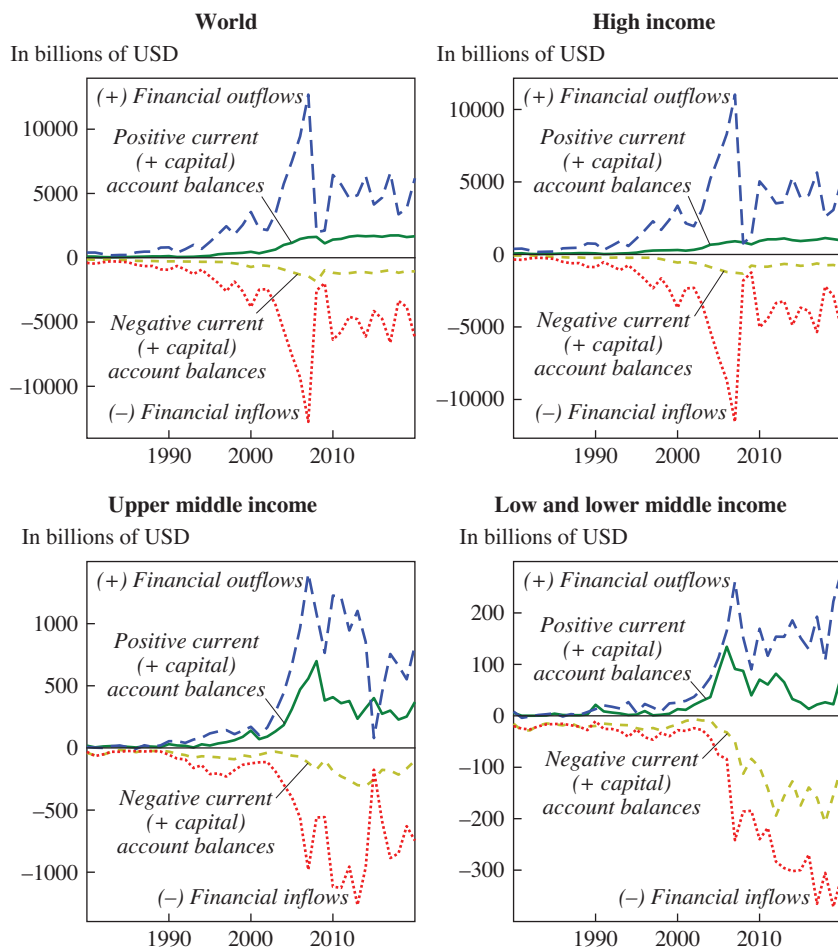 World
In billions of USD
(+) Financial outflows
Positive current
(+ capital)
account balances
Negative current
(+ capital)
account balances
(–) Financial inflows
10000
5000
0
–5000
–10000
1990
2000
2010
High income
In billions of USD
(+) Financial outflows
Positive current
(+ capital)
account balances
Negative current
(+ capital)
account balances
(–) Financial inflows
10000
5000
0
–5000
–10000
1990
2000
2010
Upper middle income
In billions of USD
(+) Financial outflows
Positive current
(+ capital)
account balances
Negative current
(+ capital)
account balances
(–) Financial inflows
1000
500
0
–500
–1000
1990
2000
2010
Low and lower middle income
In billions of USD
(+) Financial outflows
Positive current
(+ capital)
account balances
Negative current
(+ capital)
account balances
(–) Financial inflows
200
100
0
–100
–200
–300
1990
2000
2010